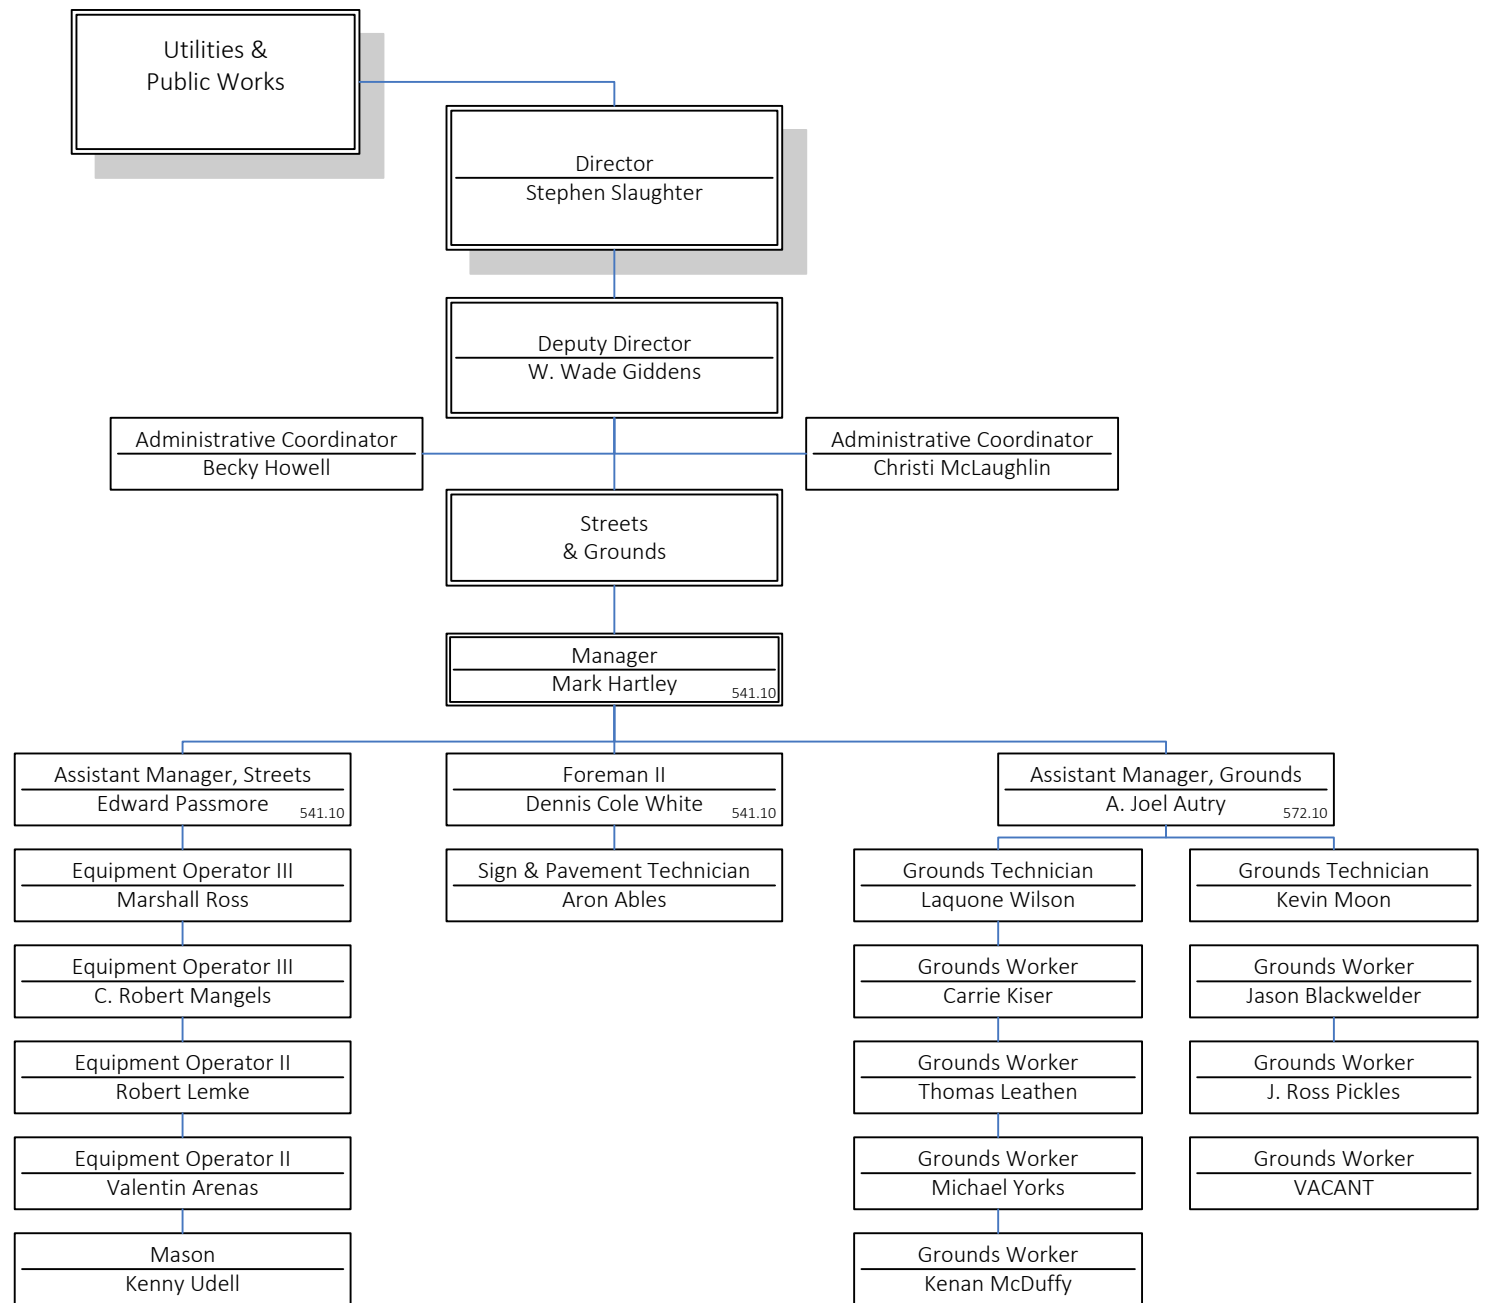 Utilities &
Public Works
Director
Stephen Slaughter
Deputy Director
W. Wade Giddens
Administrative Coordinator
Becky Howell
Administrative Coordinator
Christi McLaughlin
Streets
& Grounds
Manager
Mark Hartley
541.10
Assistant Manager, Streets
Edward Passmore
541.10
Foreman II
Dennis Cole White
541.10
Assistant Manager, Grounds
A. Joel Autry
572.10
Equipment Operator III
Marshall Ross
Sign & Pavement Technician
Aron Ables
Grounds Technician
Laquone Wilson
Grounds Technician
Kevin Moon
Equipment Operator III
C. Robert Mangels
Grounds Worker
Carrie Kiser
Grounds Worker
Jason Blackwelder
Equipment Operator II
Robert Lemke
Grounds Worker
Thomas Leathen
Grounds Worker
J. Ross Pickles
Equipment Operator II
Valentin Arenas
Grounds Worker
Michael Yorks
Grounds Worker
VACANT
Mason
Kenny Udell
Grounds Worker
Kenan McDuffy